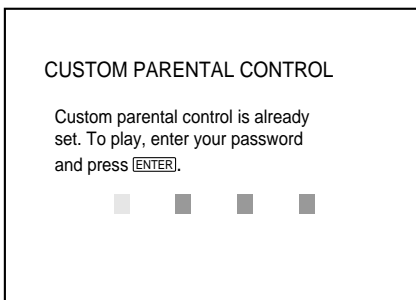 CUSTOM PARENTAL CONTROL
Custom parental control is already
set. To play, enter your password
and press ENTER.